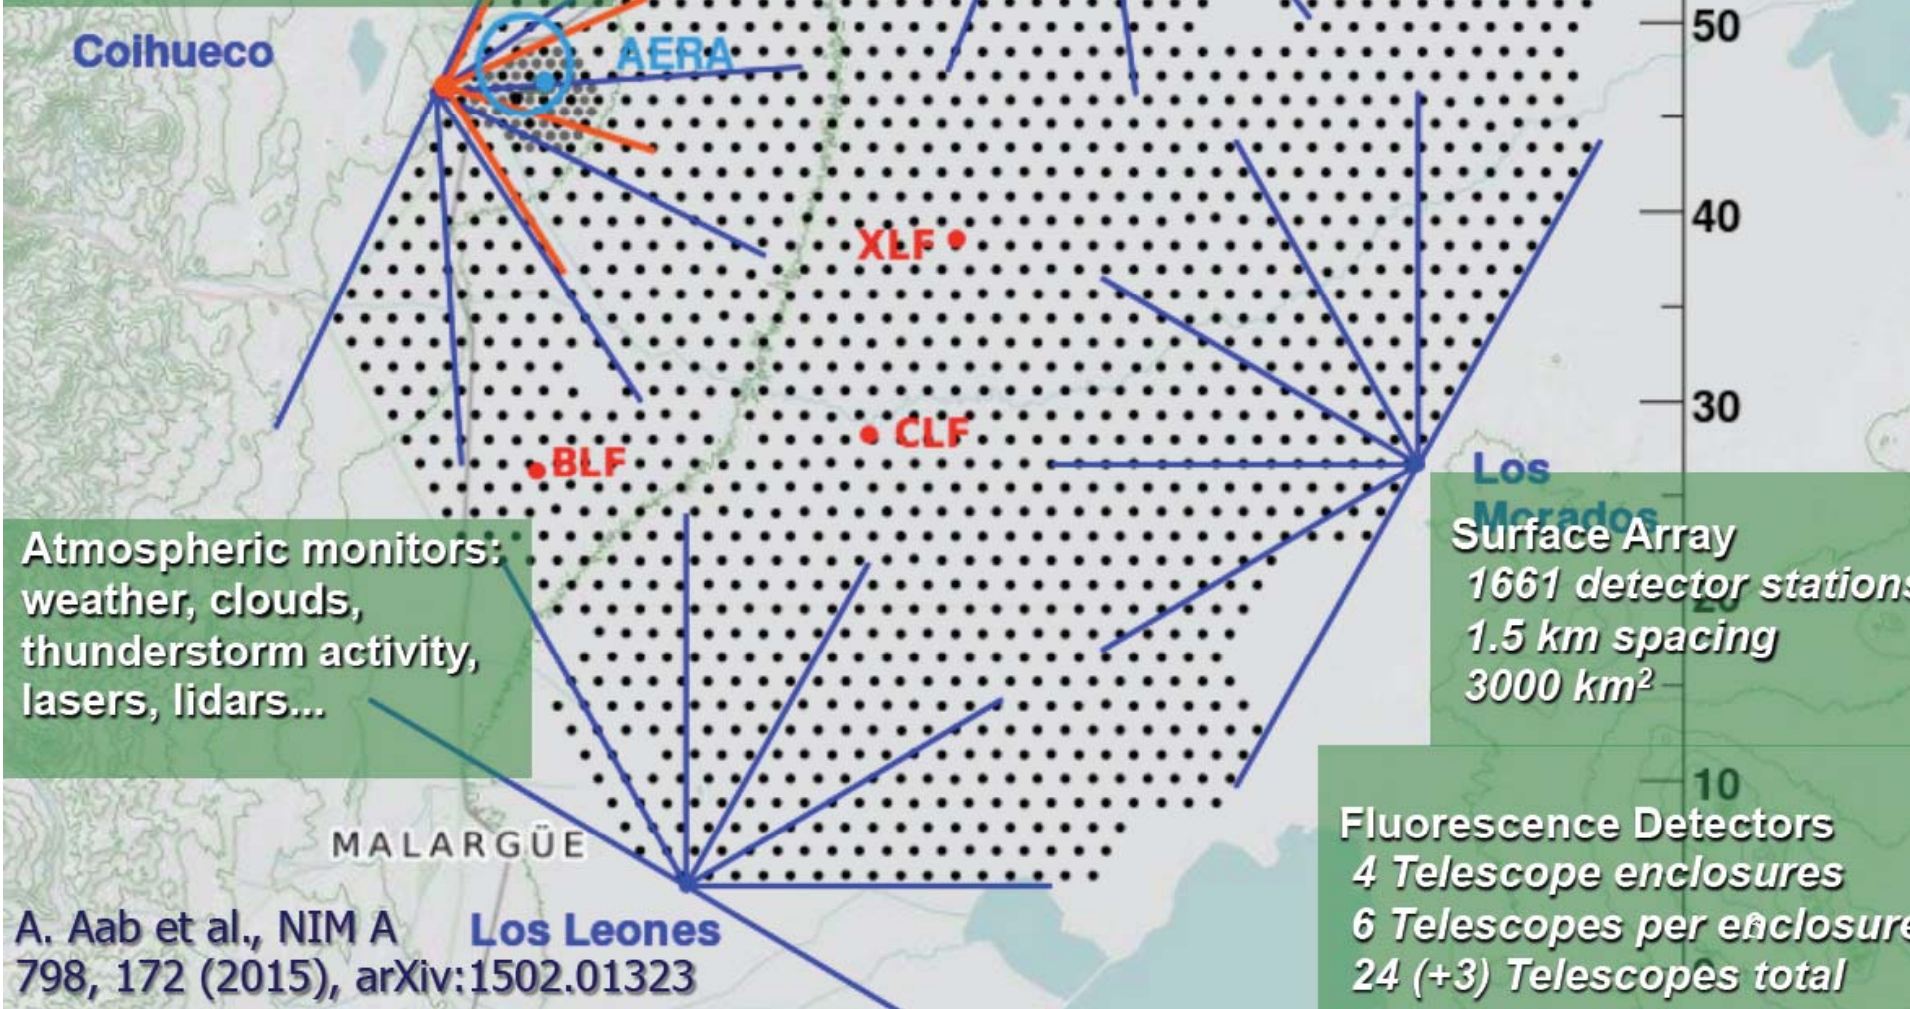 Coihueco
AERA
50
40
XLF
30
CLF
BLF
Los
Morados
Atmospheric monitors:
weather, clouds,
thunderstorm activity,
lasers, lidars...
Surface Array
1661 detector stations
1.5 km spacing
3000 km²
20
10
MALARGÜE
Fluorescence Detectors
4 Telescope enclosures
6 Telescopes per enclosure
24 (+3) Telescopes total
0
Los Leones
A. Aab et al., NIM A
798, 172 (2015), arXiv:1502.01323